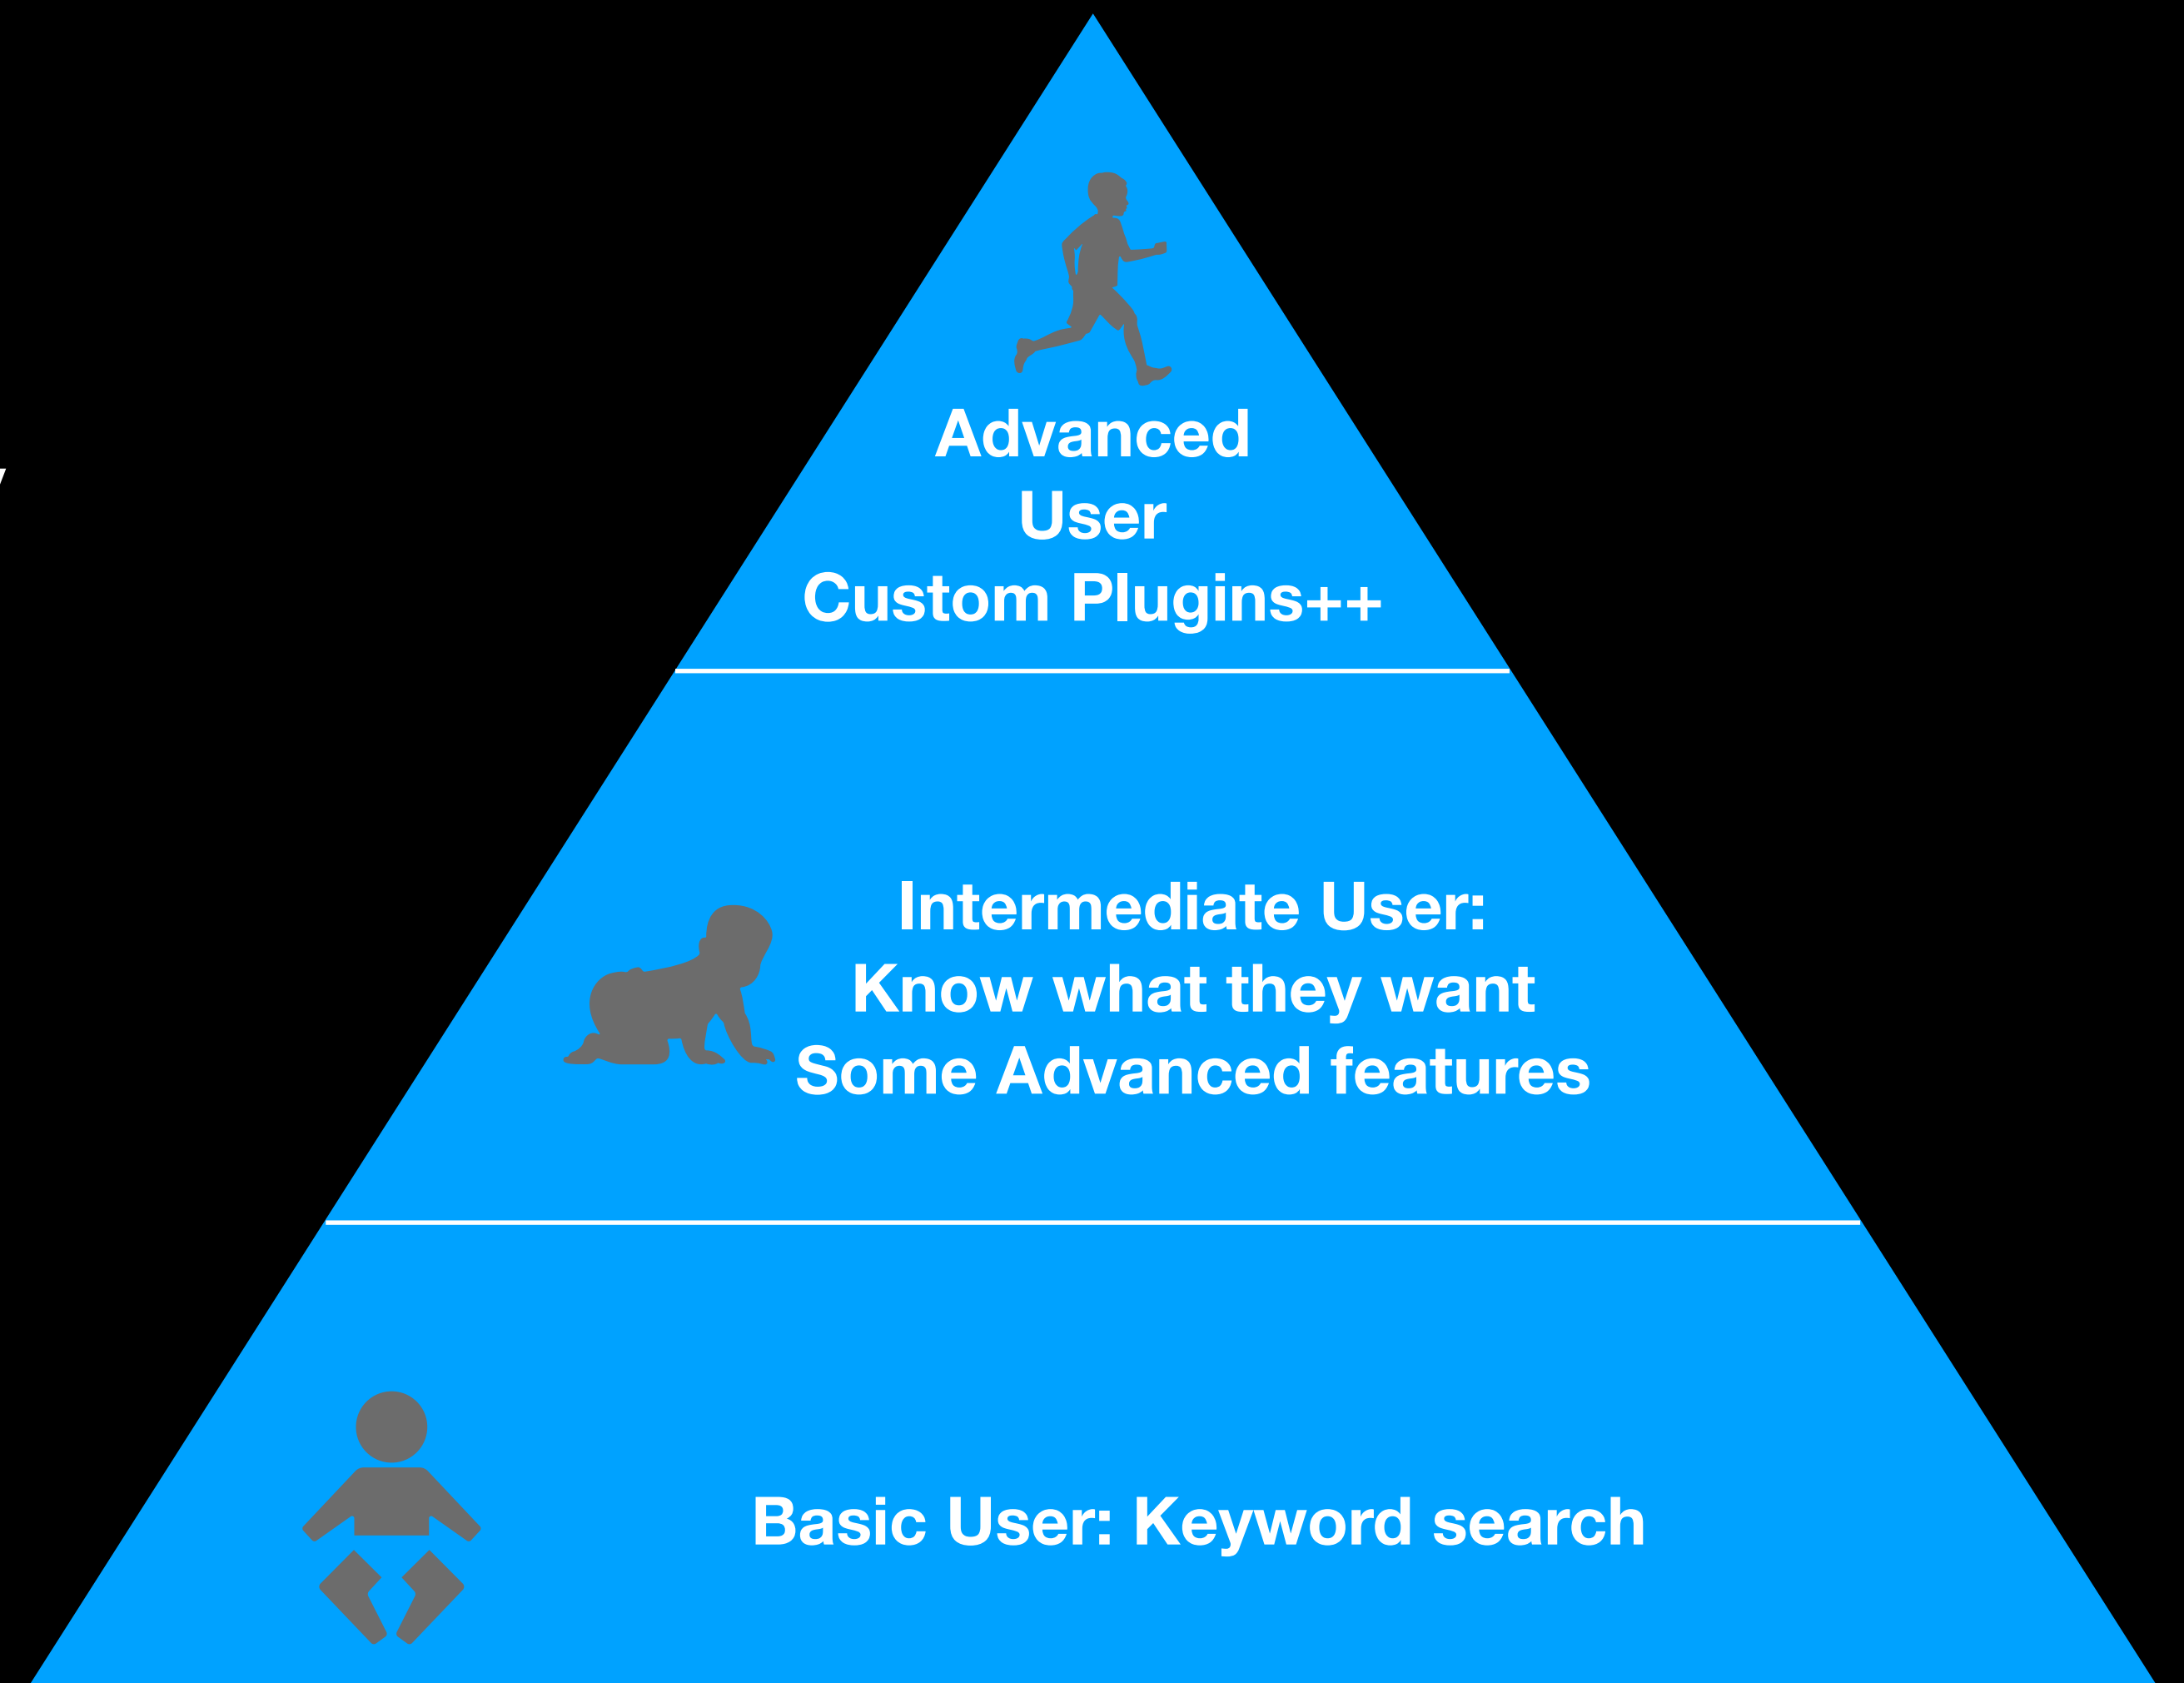 Advanced
User
Custom Plugins++
Intermediate User:
Know what they want
Some Advanced features
Basic User: Keyword search